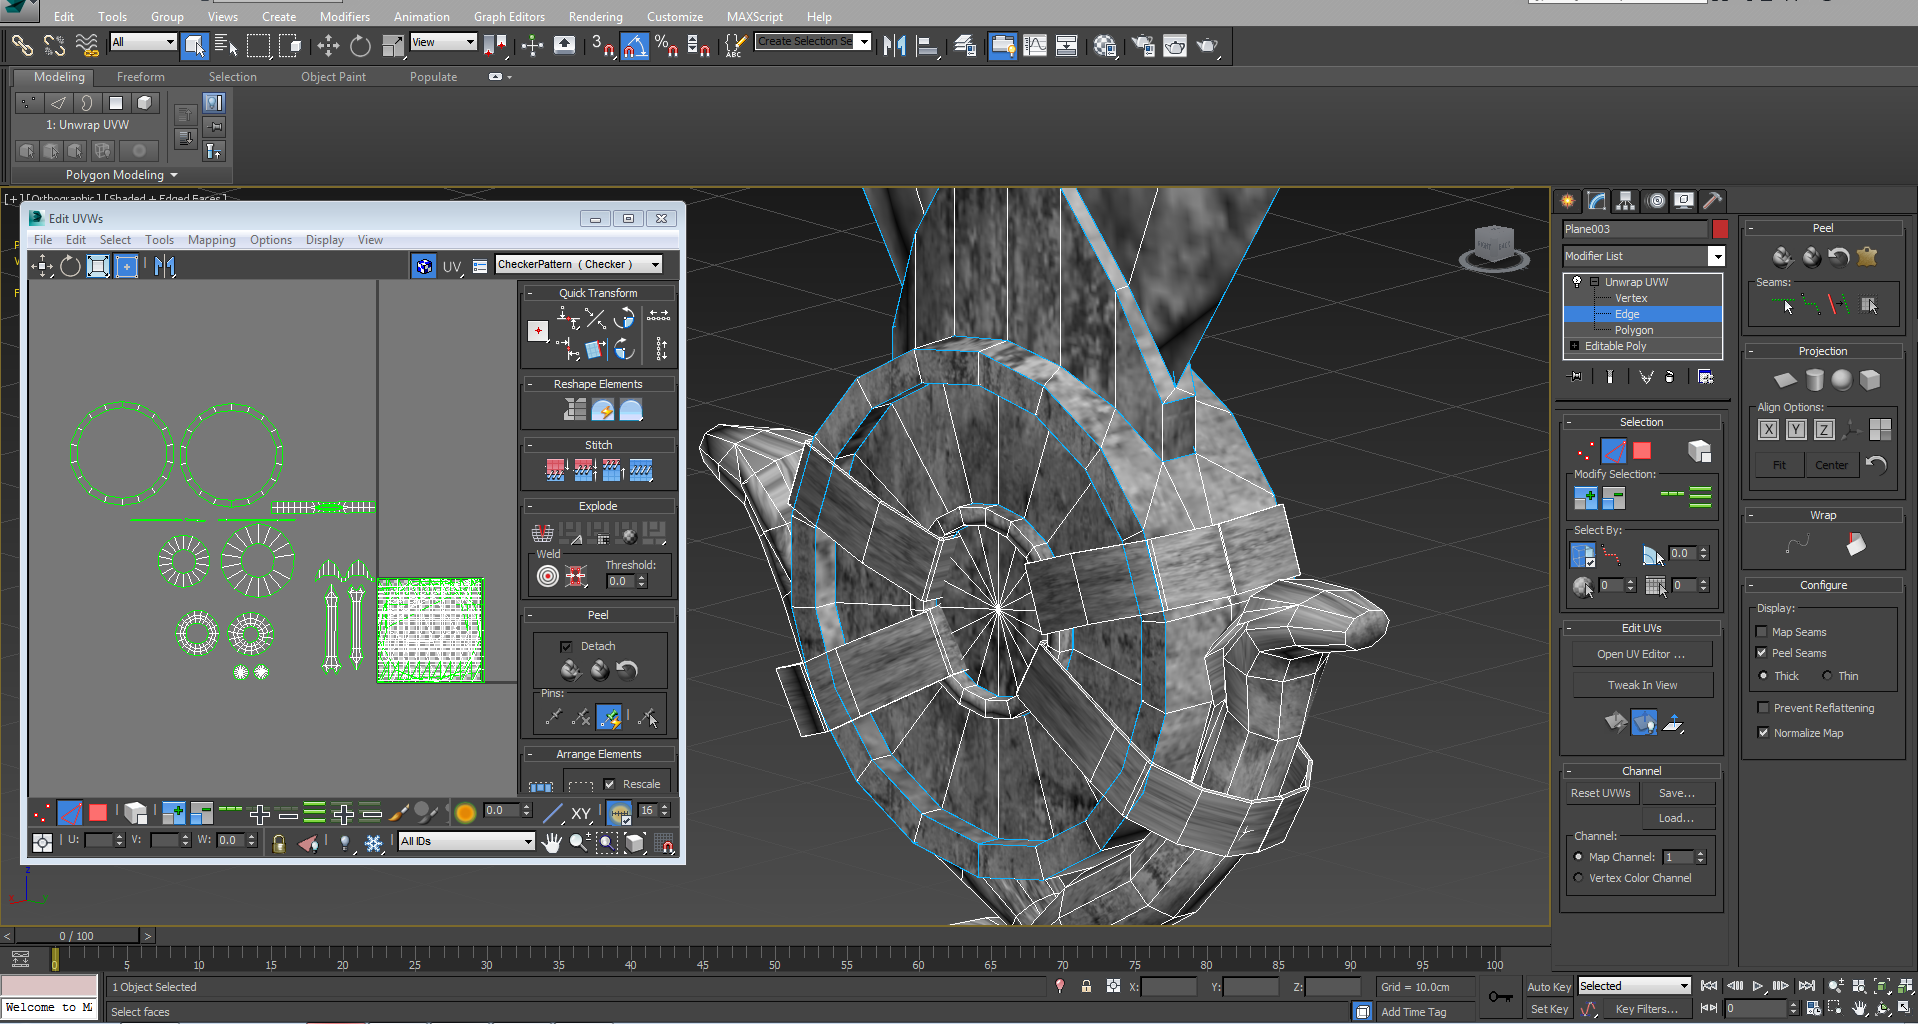 Edit Tools Group Views Create Modifiers Animation Graph Editors Rendering Customize MAXScript Help
All
View
3
ABC
Create Selection Se
Modeling Freeform Selection Object Paint Populate
1: Unwrap UVW
Polygon Modeling
[+] [Orthographic] [Shaded + Edged Faces]
Edit UVWs
File Edit Select Tools Mapping Options Display View
UV
CheckerPattern ( Checker )
Quick Transform
Reshape Elements
Stitch
Explode
Weld
Threshold:
0.0
Peel
Detach
Pins:
Arrange Elements
Rescale
0.0
XY
16
U:
V:
W: 0.0
All IDs
Plane003
Modifier List
Unwrap UVW
Vertex
Edge
Polygon
Editable Poly
Selection
Modify Selection:
Select By:
0.0
0
0
Edit UVs
Open UV Editor ...
Tweak In View
Channel
Reset UVWs
Save...
Load...
Channel:
Map Channel: 1
Vertex Color Channel
Peel
Seams:
Projection
Align Options:
X Y Z
Fit
Center
Wrap
Configure
Display:
Map Seams
Peel Seams
Thick
Thin
Prevent Reflattening
Normalize Map
z
< 0 / 100 >
0 5 10 15 20 25 30 35 40 45 50 55 60 65 70 75 80 85 90 95 100
1 Object Selected
X:
Y:
Z:
Grid = 10.0cm
Auto Key
Selected
Welcome to M
Select faces
Add Time Tag
Set Key
Key Filters...
0